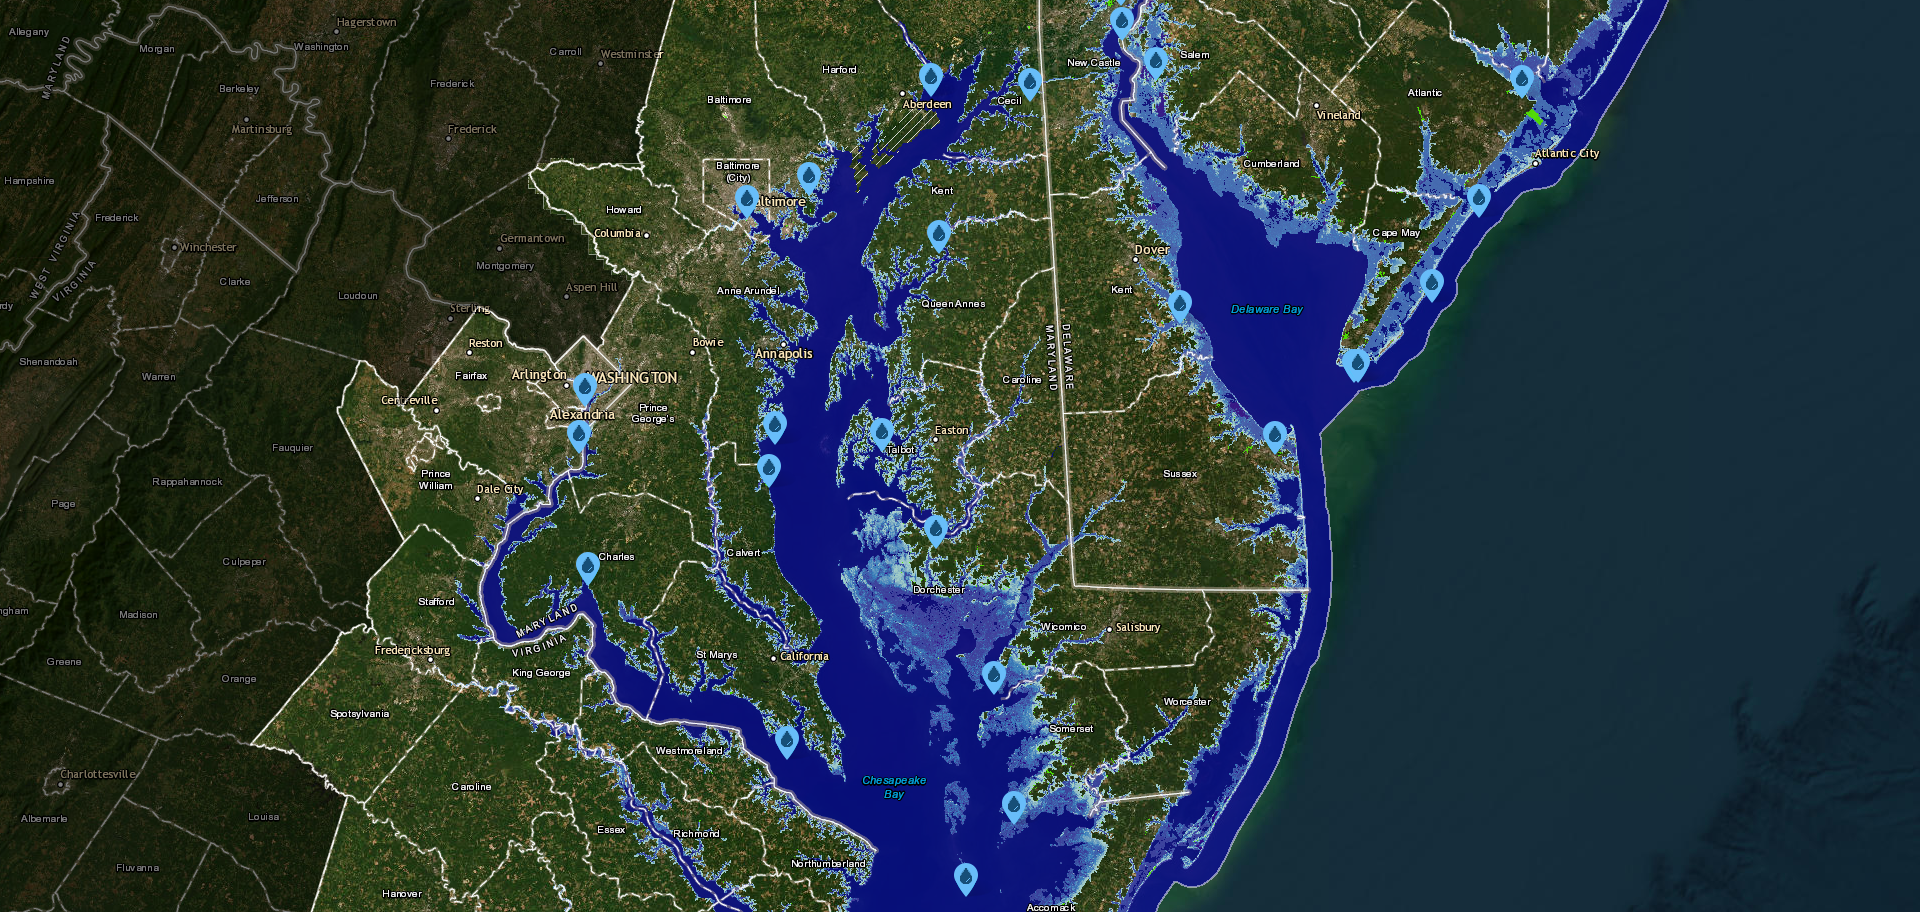 Allegany
Hagerstown
Washington
Morgan
MARYLAND
Carroll
Westminster
Harford
New Castle
Salem
Frederick
Berkeley
Baltimore
Aberdeen
Cecil
Atlantic
Vineland
Martinsburg
Frederick
Atlantic City
Baltimore
(City)
Cumberland
Hampshire
Jefferson
Kent
Frederick
Howard
altimore
Columbia
Cape May
Winchester
Germantown
Montgomery
Dover
WEST VIRGINIA
VIRGINIA
Clarke
Loudoun
Aspen Hill
Anne Arundel
Kent
Queen Annes
rdy
Sterling
Delaware Bay
MARYLAND
DELAWARE
Reston
Bowie
Annapolis
Shenandoah
Warren
Fairfax
Arlington
WASHINGTON
Caroline
Centreville
Alexandria
Prince
George's
Easton
Talbot
Fauquier
Prince
William
Sussex
Rappahannock
Dale City
Page
Culpeper
Charles
Calvert
Dorchester
ngham
Madison
Stafford
MARYLAND
VIRGINIA
Wicomico
Salisbury
Fredericksburg
St Marys
California
Greene
Orange
King George
Worcester
Spotsylvania
Somerset
Westmoreland
Charlottesville
Caroline
Chesapeake
Bay
Albemarle
Louisa
Essex
Richmond
Fluvanna
Northumberland
Hanover
Accomack